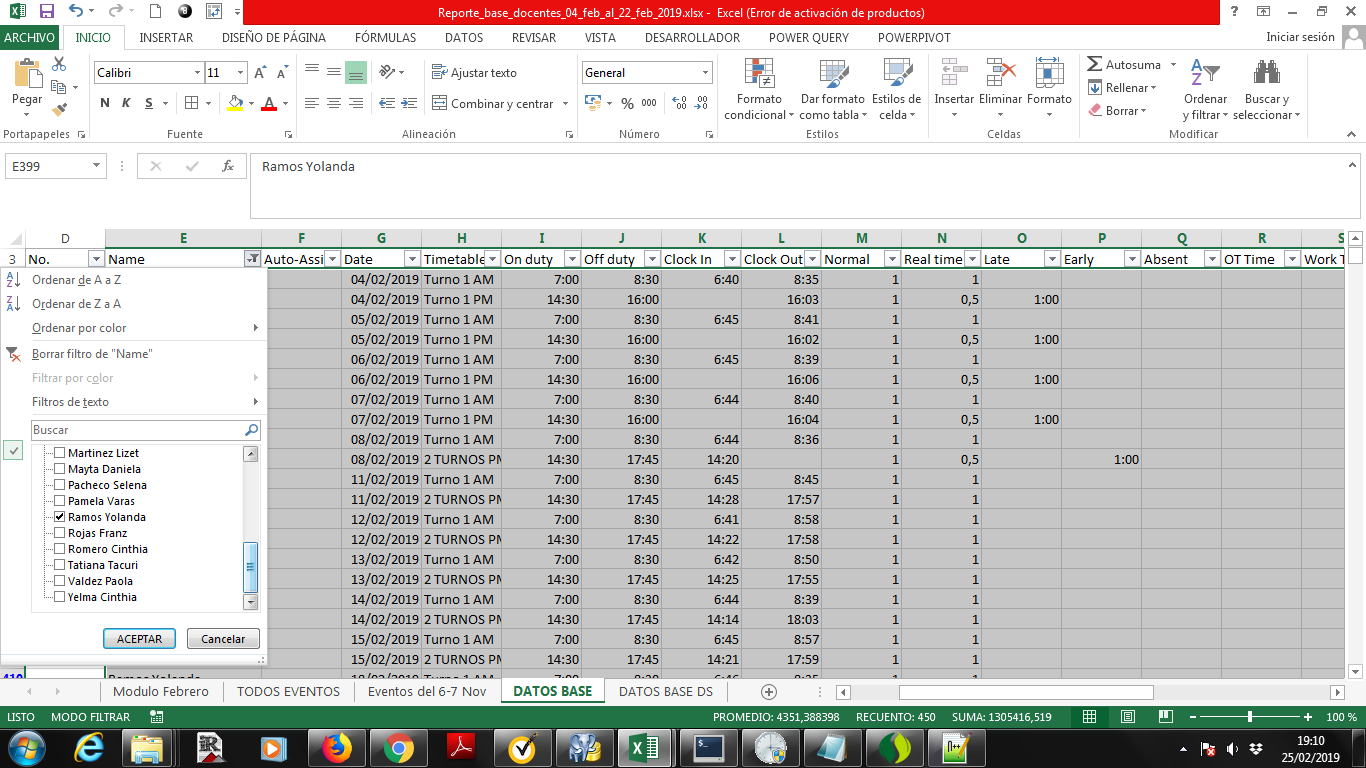 Reporte_base_docentes_04_feb_al_22_feb_2019.xlsx - Excel (Error de activación de productos)
ARCHIVO INICIO INSERTAR DISEÑO DE PÁGINA FÓRMULAS DATOS REVISAR VISTA DESARROLLADOR POWER QUERY POWERPIVOT Iniciar sesión
Pegar
Calibri 11
N K S
Ajustar texto
Combinar y centrar
General
% 000
Formato condicional
Dar formato como tabla
Estilos de celda
Insertar Eliminar Formato
Autosuma
Rellenar
Borrar
Ordenar y filtrar
Buscar y seleccionar
Portapapeles Fuente Alineación Número Estilos Celdas Modificar
E399 fx Ramos Yolanda
D E F G H I J K L M N O P Q R S
3 No. Name Auto-Assi Date Timetable On duty Off duty Clock In Clock Out Normal Real time Late Early Absent OT Time Work T
Ordenar de A a Z
Ordenar de Z a A
Ordenar por color
Borrar filtro de "Name"
Filtrar por color
Filtros de texto
Buscar
Martinez Lizet
Mayta Daniela
Pacheco Selena
Pamela Varas
Ramos Yolanda
Rojas Franz
Romero Cinthia
Tatiana Tacuri
Valdez Paola
Yelma Cinthia
ACEPTAR Cancelar
04/02/2019 Turno 1 AM 7:00 8:30 6:40 8:35 1 1
04/02/2019 Turno 1 PM 14:30 16:00 16:03 1 0,5 1:00
05/02/2019 Turno 1 AM 7:00 8:30 6:45 8:41 1 1
05/02/2019 Turno 1 PM 14:30 16:00 16:02 1 0,5 1:00
06/02/2019 Turno 1 AM 7:00 8:30 6:45 8:39 1 1
06/02/2019 Turno 1 PM 14:30 16:00 16:06 1 0,5 1:00
07/02/2019 Turno 1 AM 7:00 8:30 6:44 8:40 1 1
07/02/2019 Turno 1 PM 14:30 16:00 16:04 1 0,5 1:00
08/02/2019 Turno 1 AM 7:00 8:30 6:44 8:36 1 1
08/02/2019 2 TURNOS PM 14:30 17:45 14:20 1 0,5 1:00
11/02/2019 Turno 1 AM 7:00 8:30 6:45 8:45 1 1
11/02/2019 2 TURNOS PM 14:30 17:45 14:28 17:57 1 1
12/02/2019 Turno 1 AM 7:00 8:30 6:41 8:58 1 1
12/02/2019 2 TURNOS PM 14:30 17:45 14:22 17:58 1 1
13/02/2019 Turno 1 AM 7:00 8:30 6:42 8:50 1 1
13/02/2019 2 TURNOS PM 14:30 17:45 14:25 17:55 1 1
14/02/2019 Turno 1 AM 7:00 8:30 6:44 8:39 1 1
14/02/2019 2 TURNOS PM 14:30 17:45 14:14 18:03 1 1
15/02/2019 Turno 1 AM 7:00 8:30 6:45 8:57 1 1
15/02/2019 2 TURNOS PM 14:30 17:45 14:21 17:59 1 1
Modulo Febrero TODOS EVENTOS Eventos del 6-7 Nov DATOS BASE DATOS BASE DS
LISTO MODO FILTRAR PROMEDIO: 4351,388398 RECUENTO: 450 SUMA: 1305416,519 100 %
19:10
25/02/2019